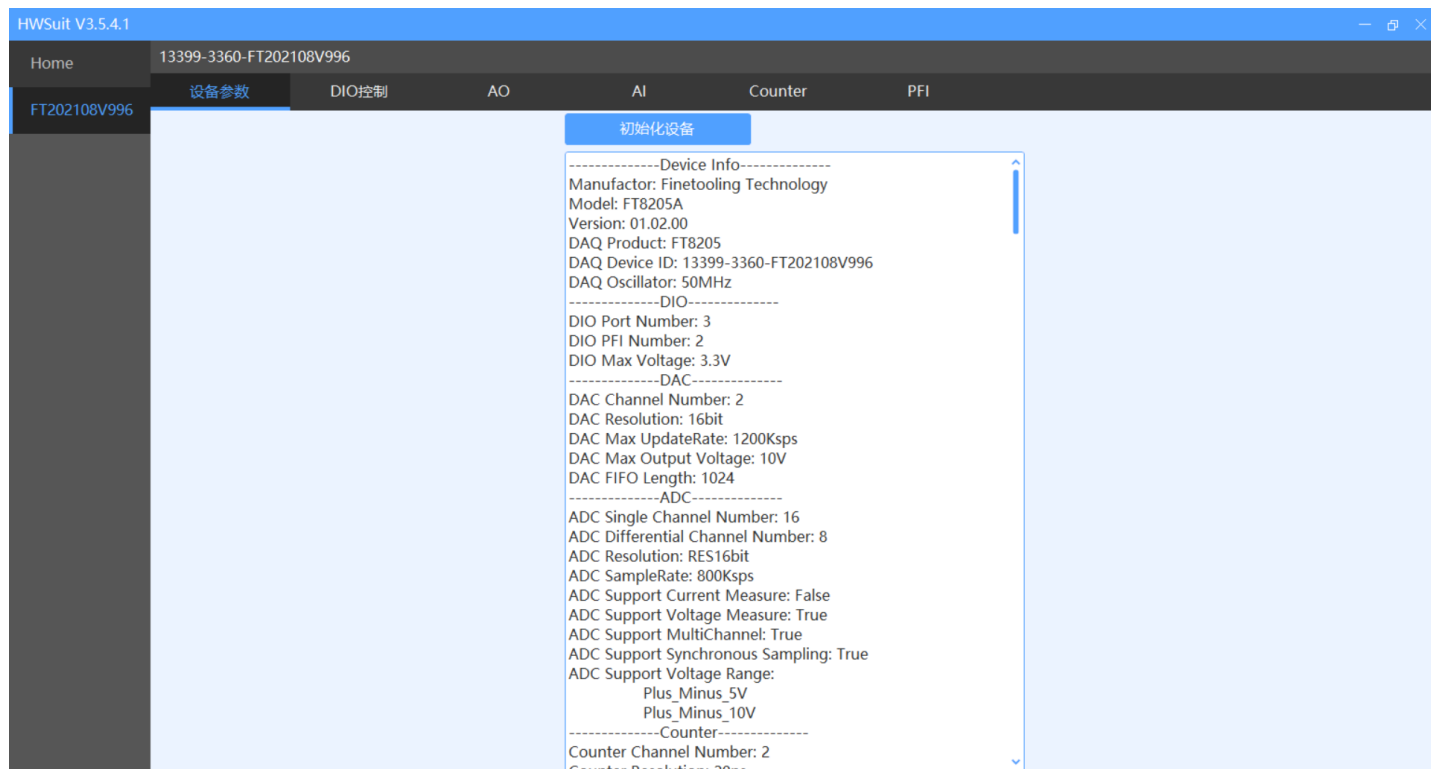 HWSuit V3.5.4.1
Home
13399-3360-FT202108V996
设备参数 DIO控制 AO AI Counter PFI
FT202108V996
初始化设备
--------------Device Info--------------
Manufactor: Finetooling Technology
Model: FT8205A
Version: 01.02.00
DAQ Product: FT8205
DAQ Device ID: 13399-3360-FT202108V996
DAQ Oscillator: 50MHz
--------------DIO--------------
DIO Port Number: 3
DIO PFI Number: 2
DIO Max Voltage: 3.3V
--------------DAC--------------
DAC Channel Number: 2
DAC Resolution: 16bit
DAC Max UpdateRate: 1200Ksps
DAC Max Output Voltage: 10V
DAC FIFO Length: 1024
--------------ADC--------------
ADC Single Channel Number: 16
ADC Differential Channel Number: 8
ADC Resolution: RES16bit
ADC SampleRate: 800Ksps
ADC Support Current Measure: False
ADC Support Voltage Measure: True
ADC Support MultiChannel: True
ADC Support Synchronous Sampling: True
ADC Support Voltage Range:
Plus_Minus_5V
Plus_Minus_10V
--------------Counter--------------
Counter Channel Number: 2
Counter Resolution: 20ns